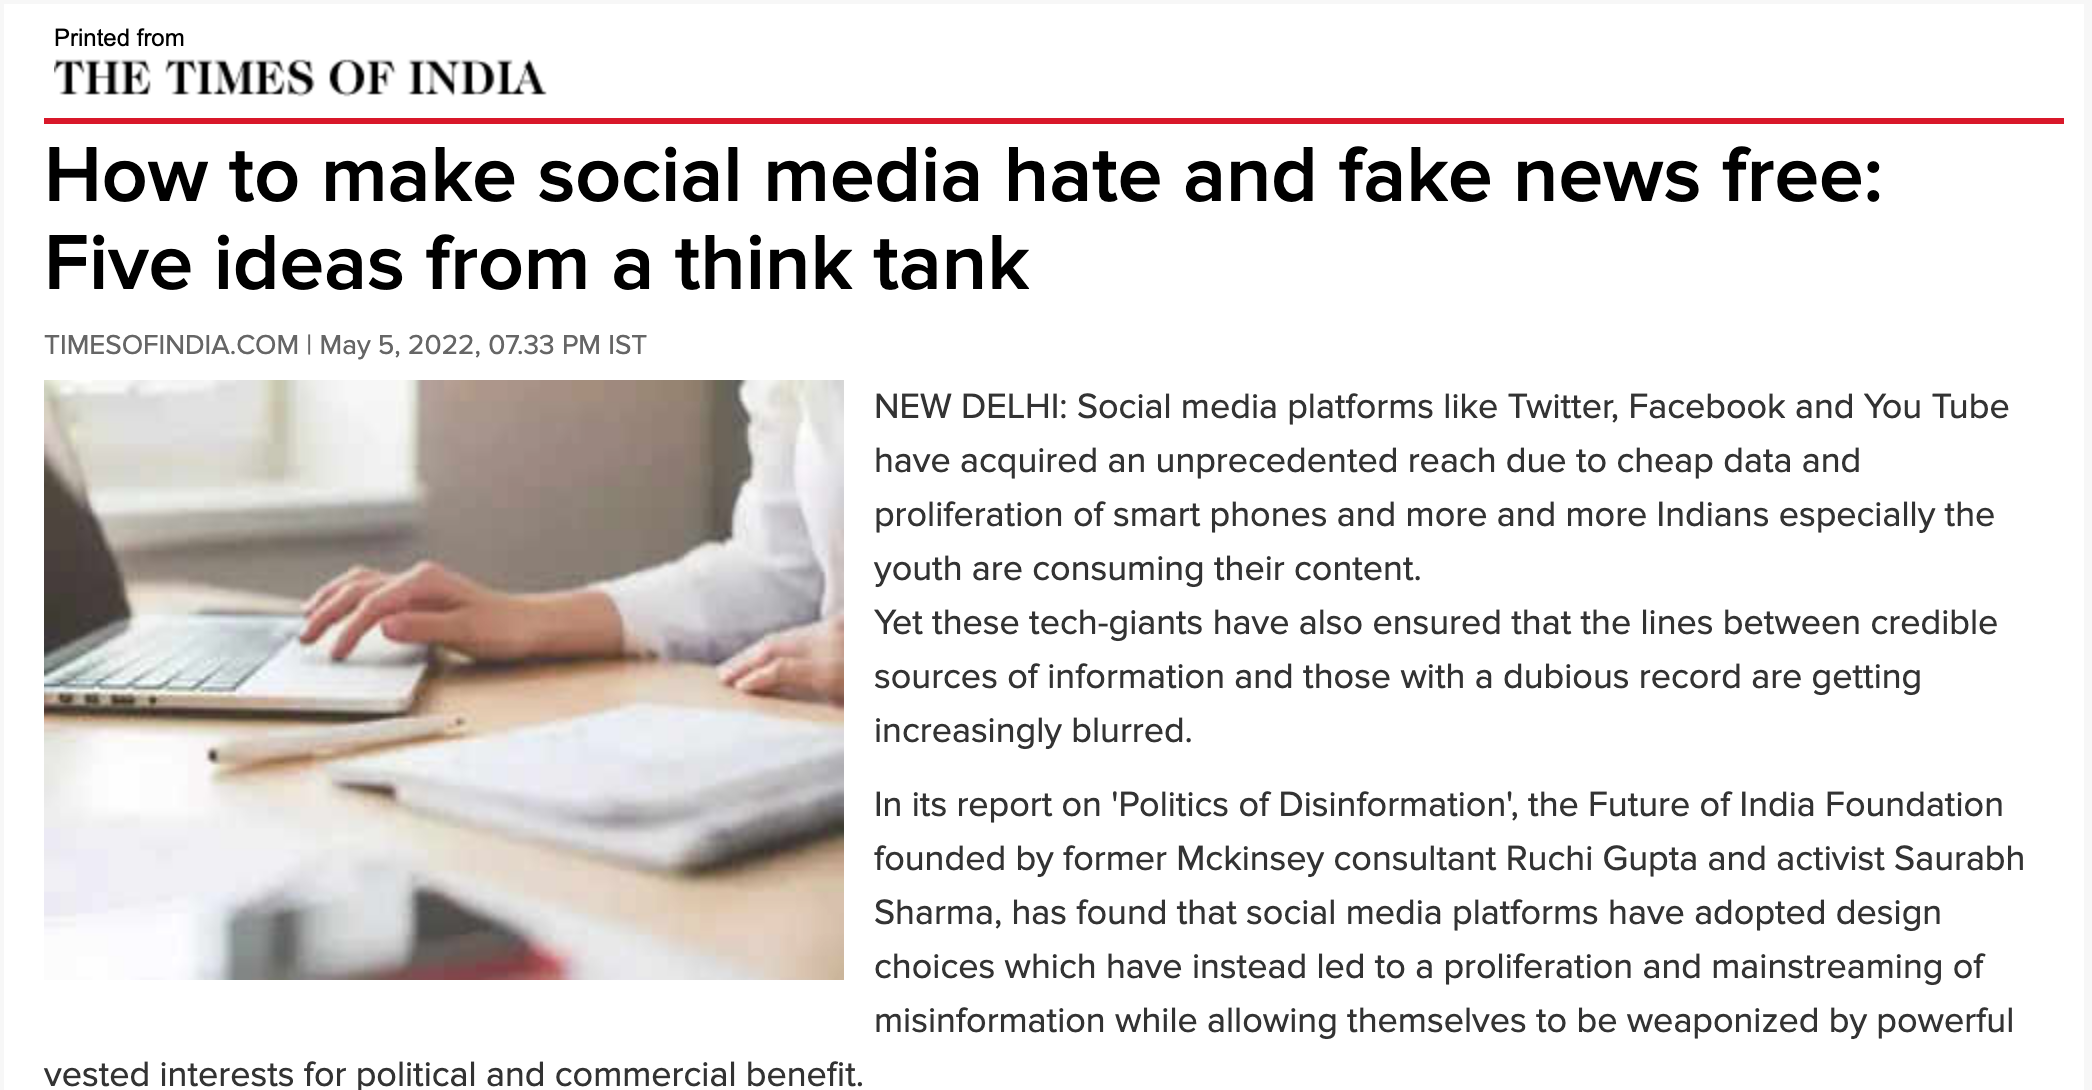 Printed from
THE TIMES OF INDIA
How to make social media hate and fake news free:
Five ideas from a think tank
TIMESOFINDIA.COM | May 5, 2022, 07.33 PM IST
NEW DELHI: Social media platforms like Twitter, Facebook and You Tube
have acquired an unprecedented reach due to cheap data and
proliferation of smart phones and more and more Indians especially the
youth are consuming their content.
Yet these tech-giants have also ensured that the lines between credible
sources of information and those with a dubious record are getting
increasingly blurred.
In its report on 'Politics of Disinformation', the Future of India Foundation
founded by former Mckinsey consultant Ruchi Gupta and activist Saurabh
Sharma, has found that social media platforms have adopted design
choices which have instead led to a proliferation and mainstreaming of
misinformation while allowing themselves to be weaponized by powerful
vested interests for political and commercial benefit.